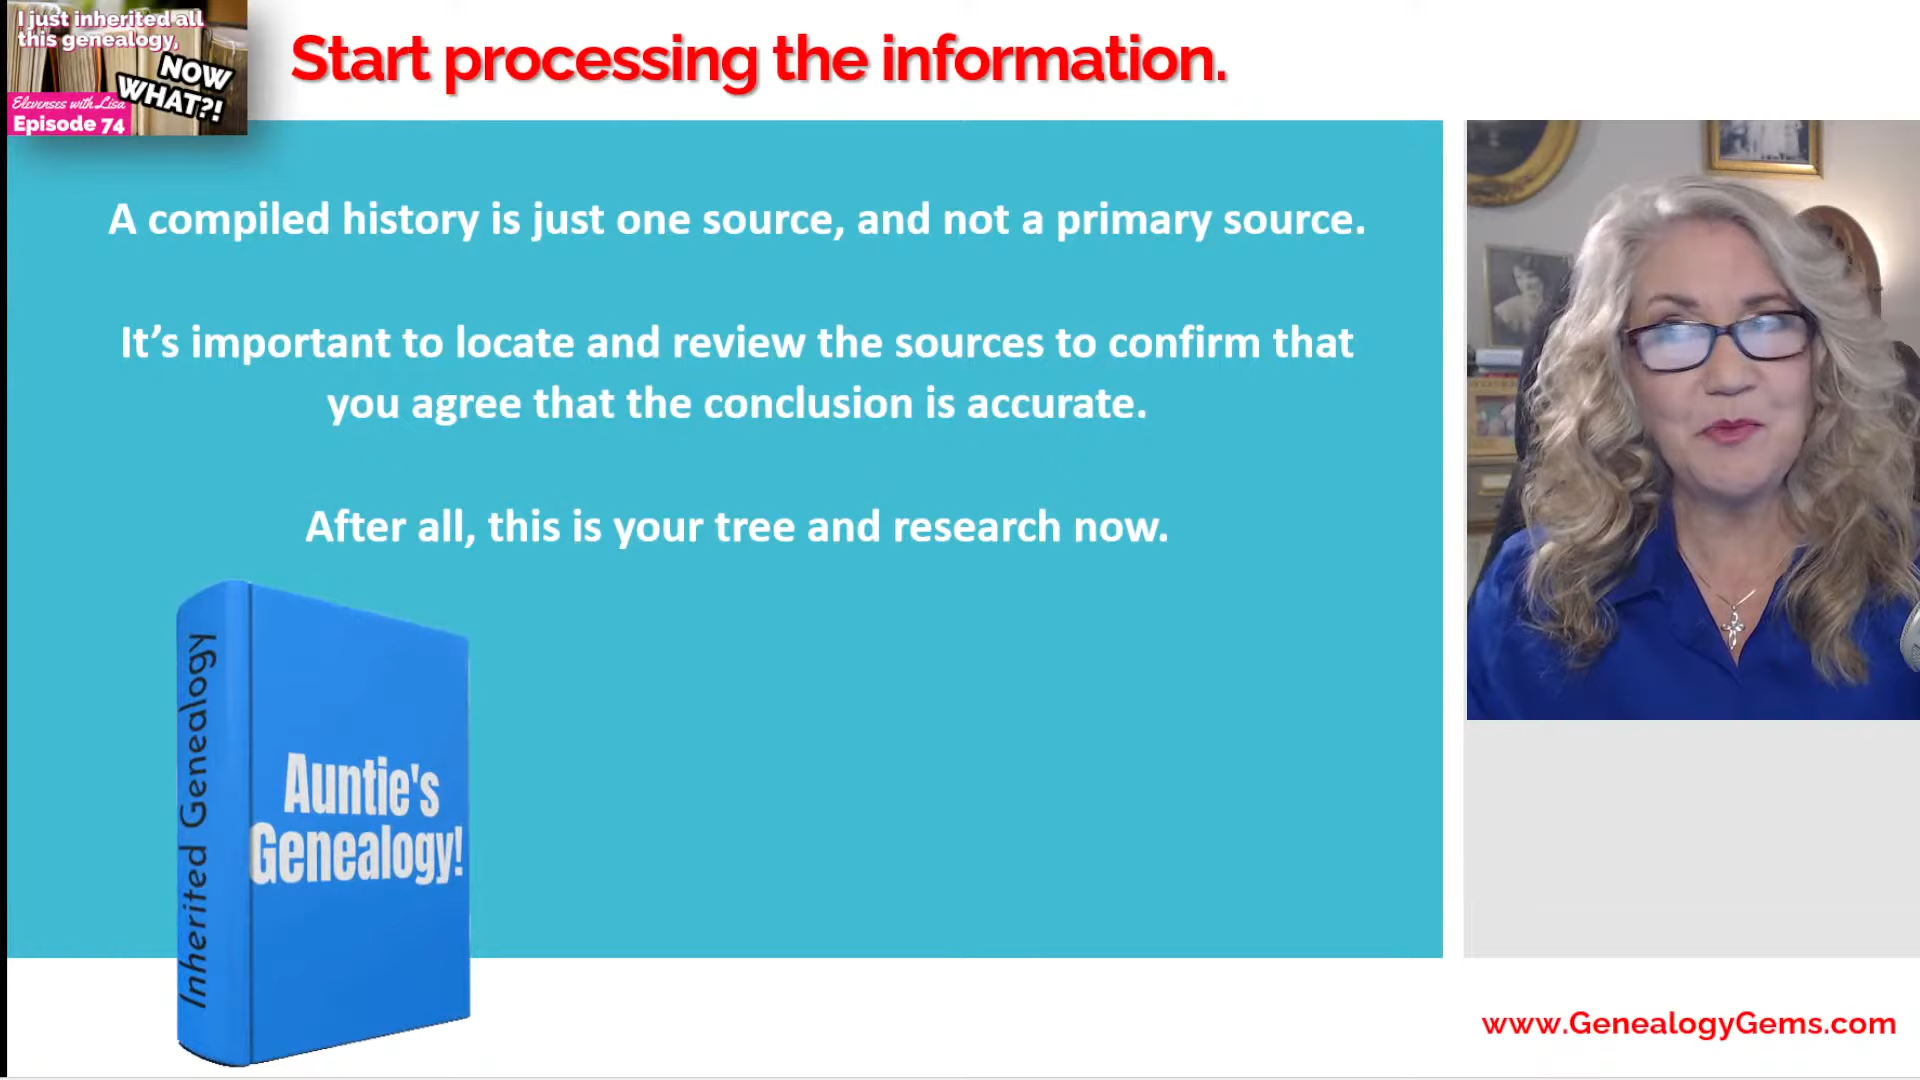 I just inherited all
this genealogy,
NOW
WHAT?!
Elevenses with Lisa
Episode 74
Start processing the information.
A compiled history is just one source, and not a primary source.
It’s important to locate and review the sources to confirm that
you agree that the conclusion is accurate.
After all, this is your tree and research now.
Inherited Genealogy
Auntie's
Genealogy!
www.GenealogyGems.com